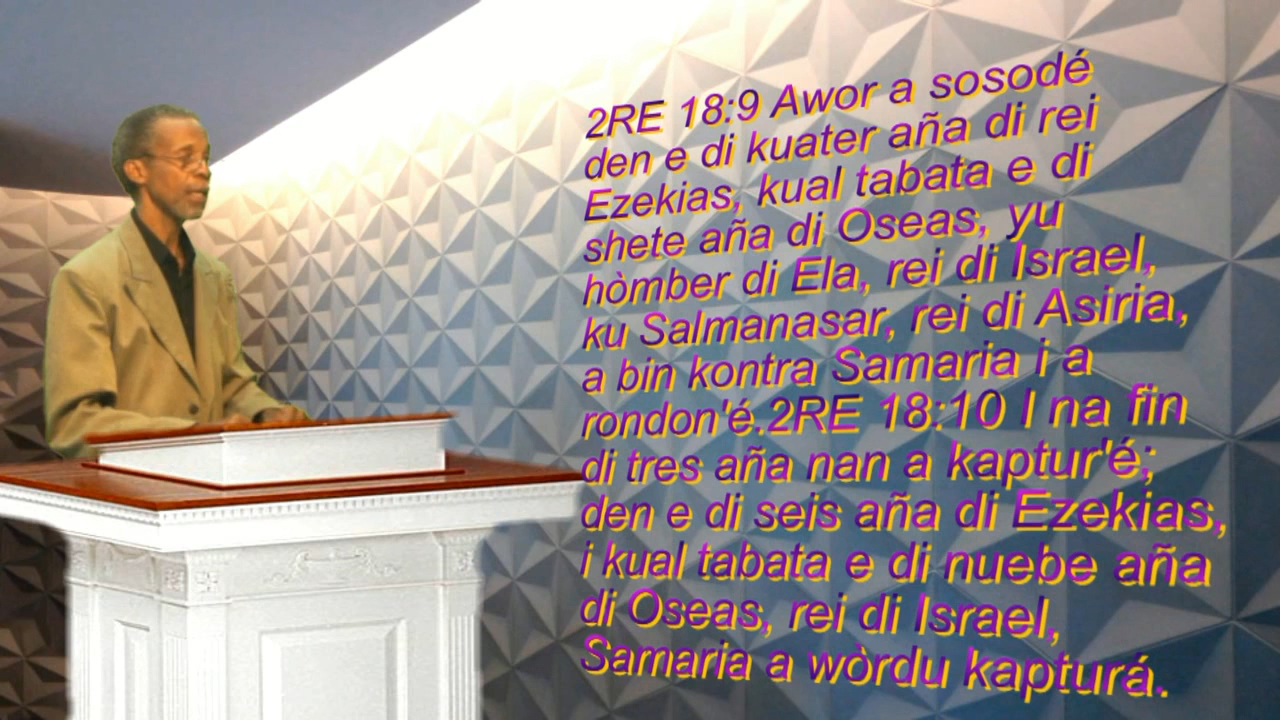 2RE 18:9 Awor a sosodé
den e di kuater aña di rei
Ezekias, kual tabata e di
shete aña di Oseas, yu
hòmber di Ela, rei di Israel,
ku Salmanasar, rei di Asiria,
a bin kontra Samaria i a
rondon'é.2RE 18:10 I na fin
di tres aña nan a kaptur'é;
den e di seis aña di Ezekias,
i kual tabata e di nuebe aña
di Oseas, rei di Israel,
Samaria a wòrdu kapturá.